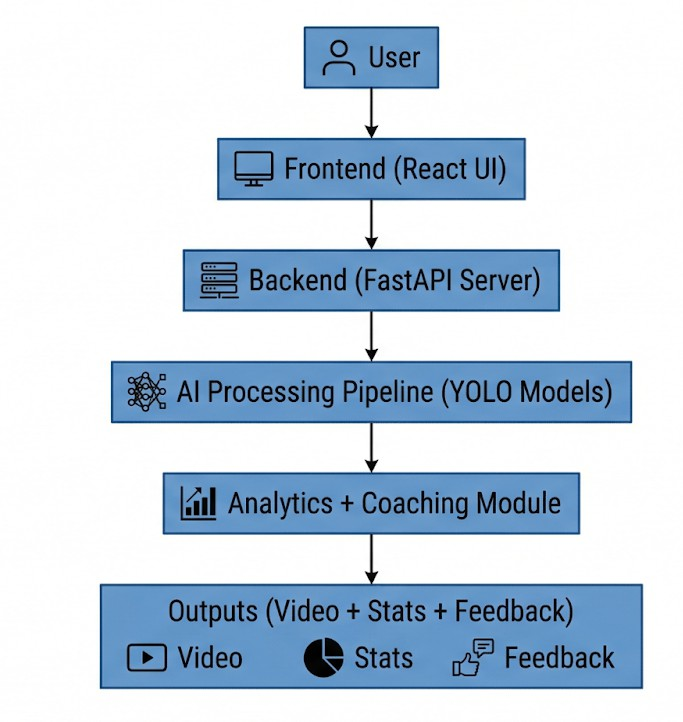 User
Frontend (React UI)
Backend (FastAPI Server)
AI Processing Pipeline (YOLO Models)
Analytics + Coaching Module
Outputs (Video + Stats + Feedback)
Video Stats Feedback